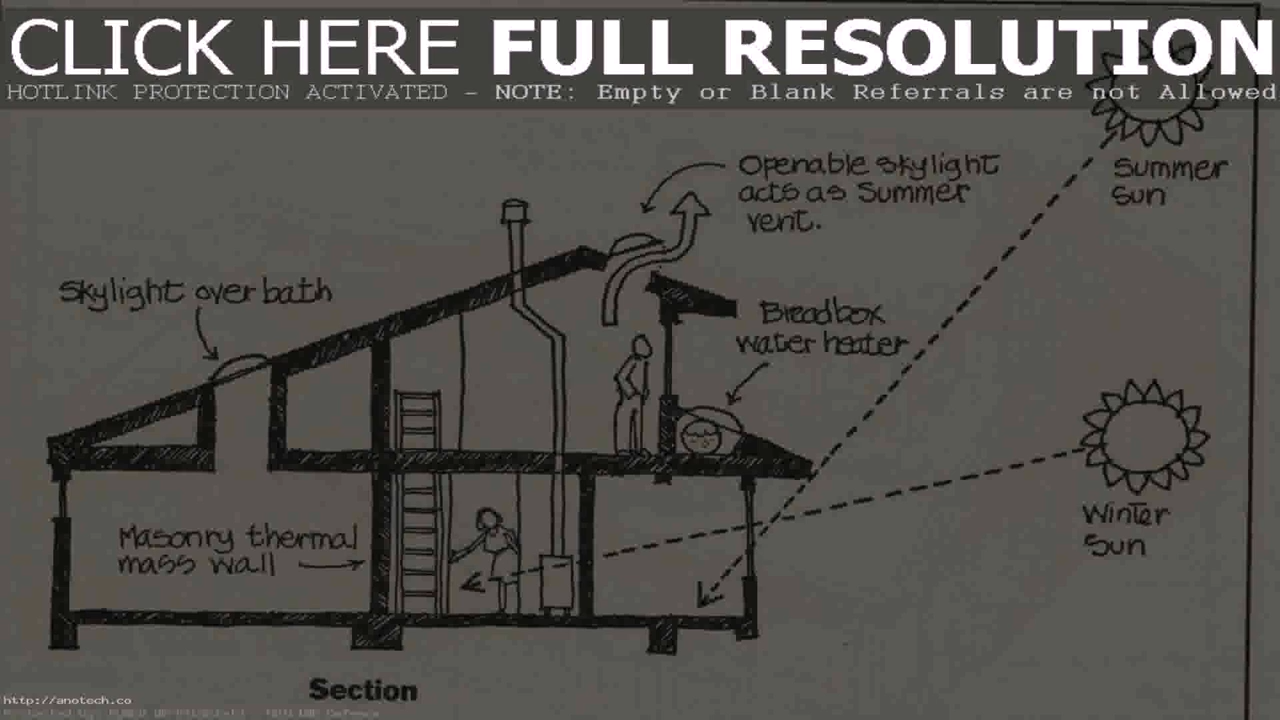 CLICK HERE FULL RESOLUTION
HOTLINK PROTECTION ACTIVATED - NOTE: Empty or Blank Referrals are not Allowed
Openable skylight
acts as Summer
vent.
Summer
Sun
Skylight over bath
Breadbox
water heater
Winter
Sun
Masonry thermal
mass wall
Section
http://anotech.co